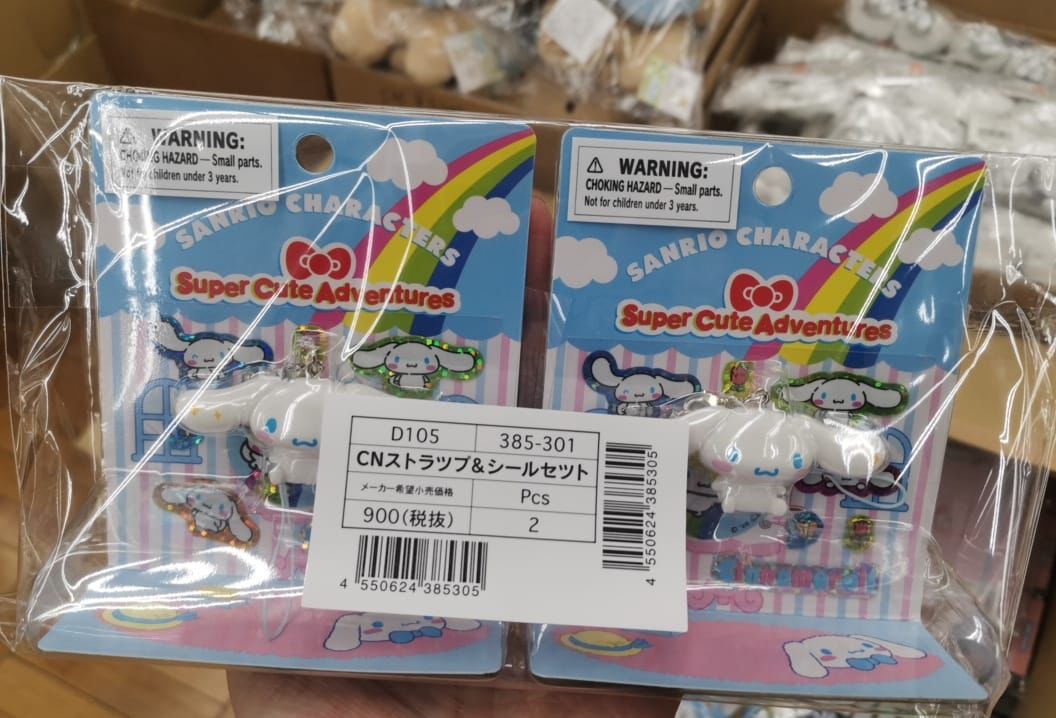 WARNING:
CHOKING HAZARD — Small parts.
Not for children under 3 years.
SANRIO CHARACTERS
Super Cute Adventures
WARNING:
CHOKING HAZARD — Small parts.
Not for children under 3 years.
SANRIO CHARACTERS
Super Cute Adventures
D105
385-301
CNストラツプ&シールセツト
メーカー希望小売価格
Pcs
900(税抜)
2
4 550624 385305
4 550624 385305